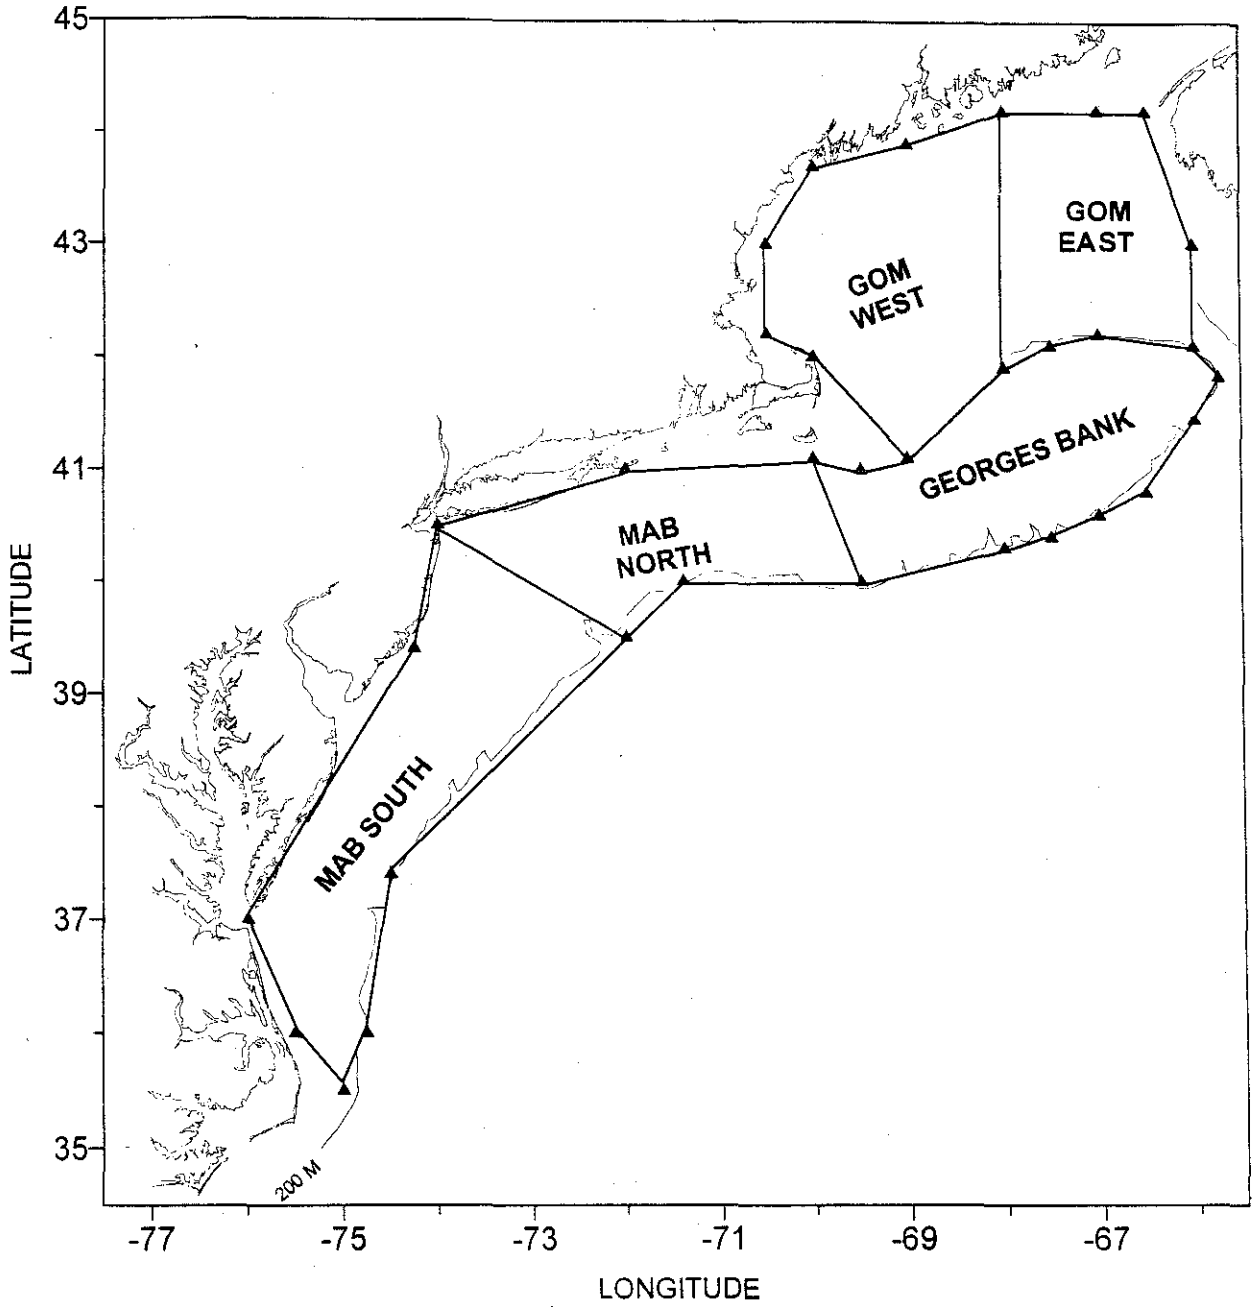 45
43
41
39
37
35
LATITUDE
GOM
EAST
GOM
WEST
GEORGES BANK
MAB
NORTH
MAB SOUTH
200 M
-77
-75
-73
-71
-69
-67
LONGITUDE